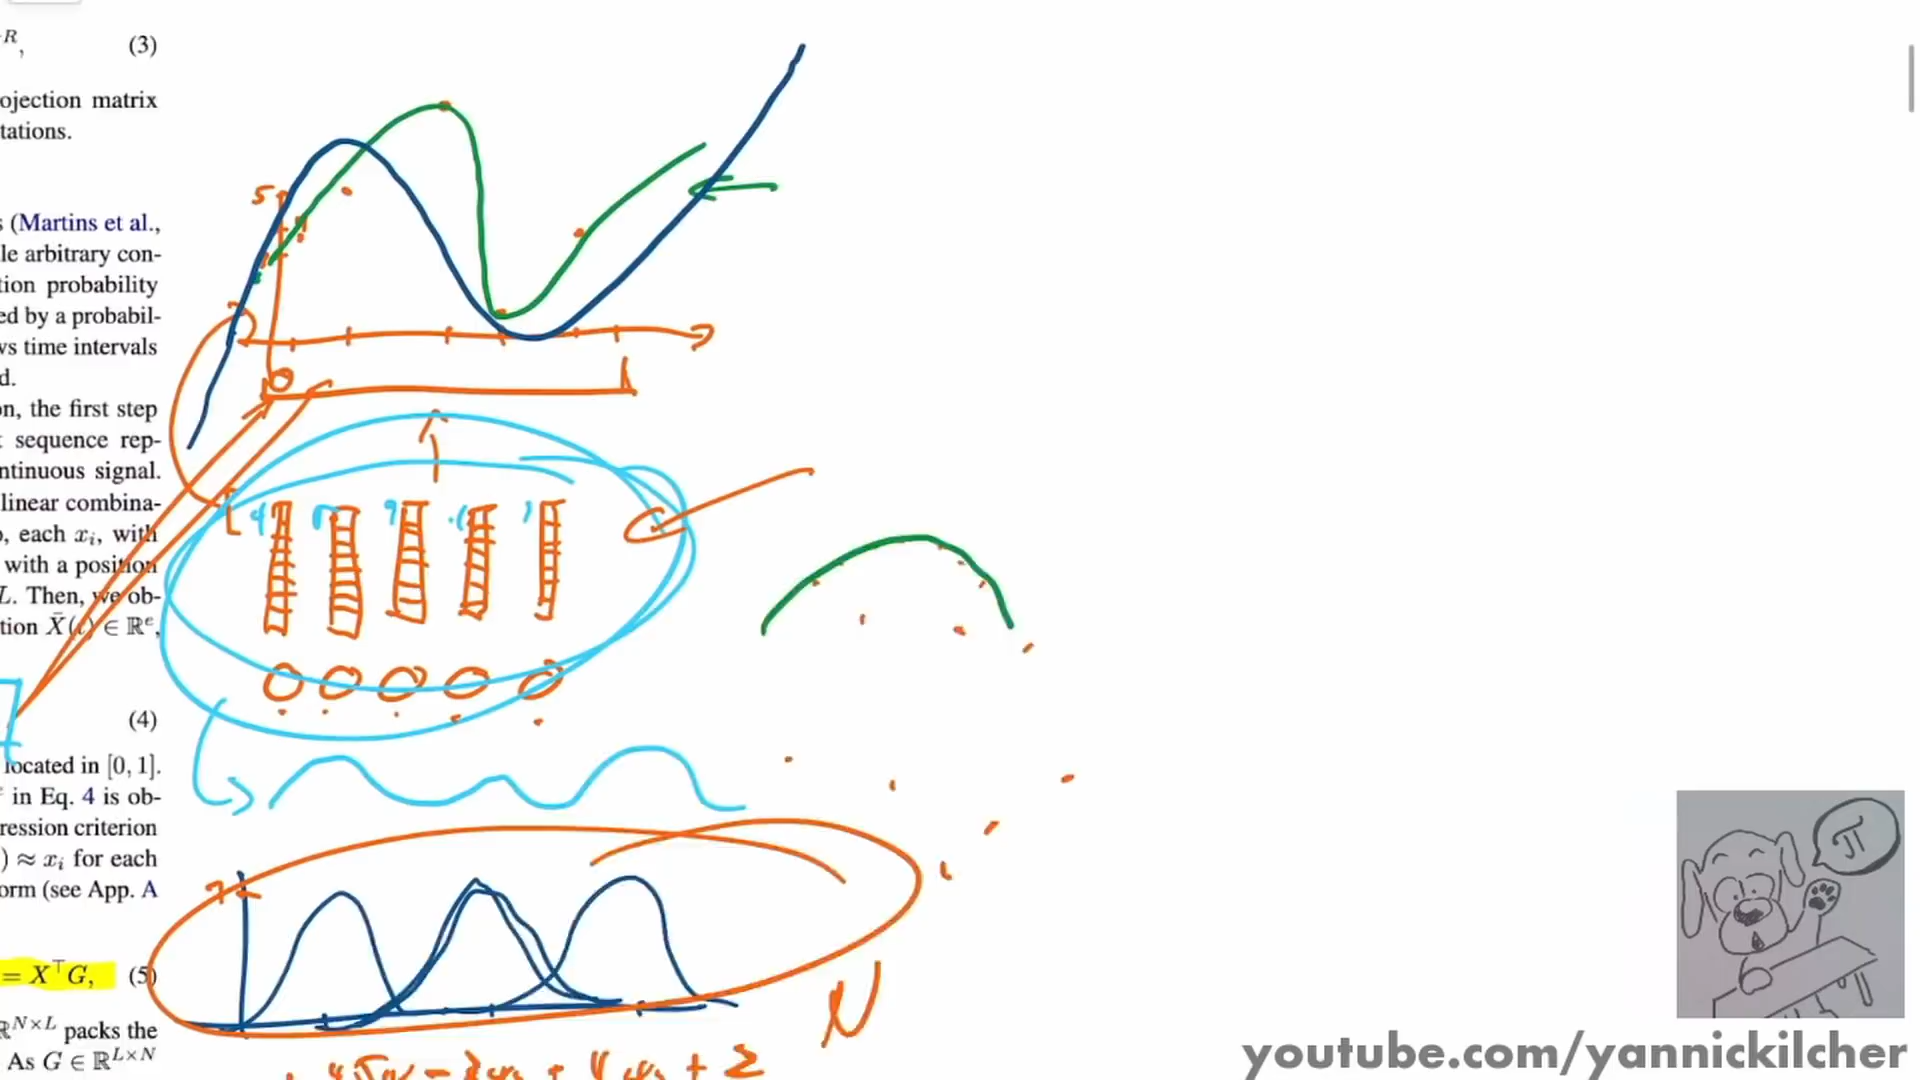 R, (3)
ojection matrix
tations.
5
s (Martins et al.,
le arbitrary con-
tion probability
ed by a probabil-
ws time intervals
d.
on, the first step
t sequence rep-
ntinuous signal.
linear combina-
o, each xᵢ, with
with a position
L. Then, we ob-
tion X̄(t) ∈ ℝᵉ,
(4)
located in [0, 1].
in Eq. 4 is ob-
ression criterion
) ≈ xᵢ for each
orm (see App. A
= X⊤G, (5)
N
ℝᴺˣᴸ packs the
As G ∈ ℝᴸˣᴺ
π
youtube.com/yannickilcher